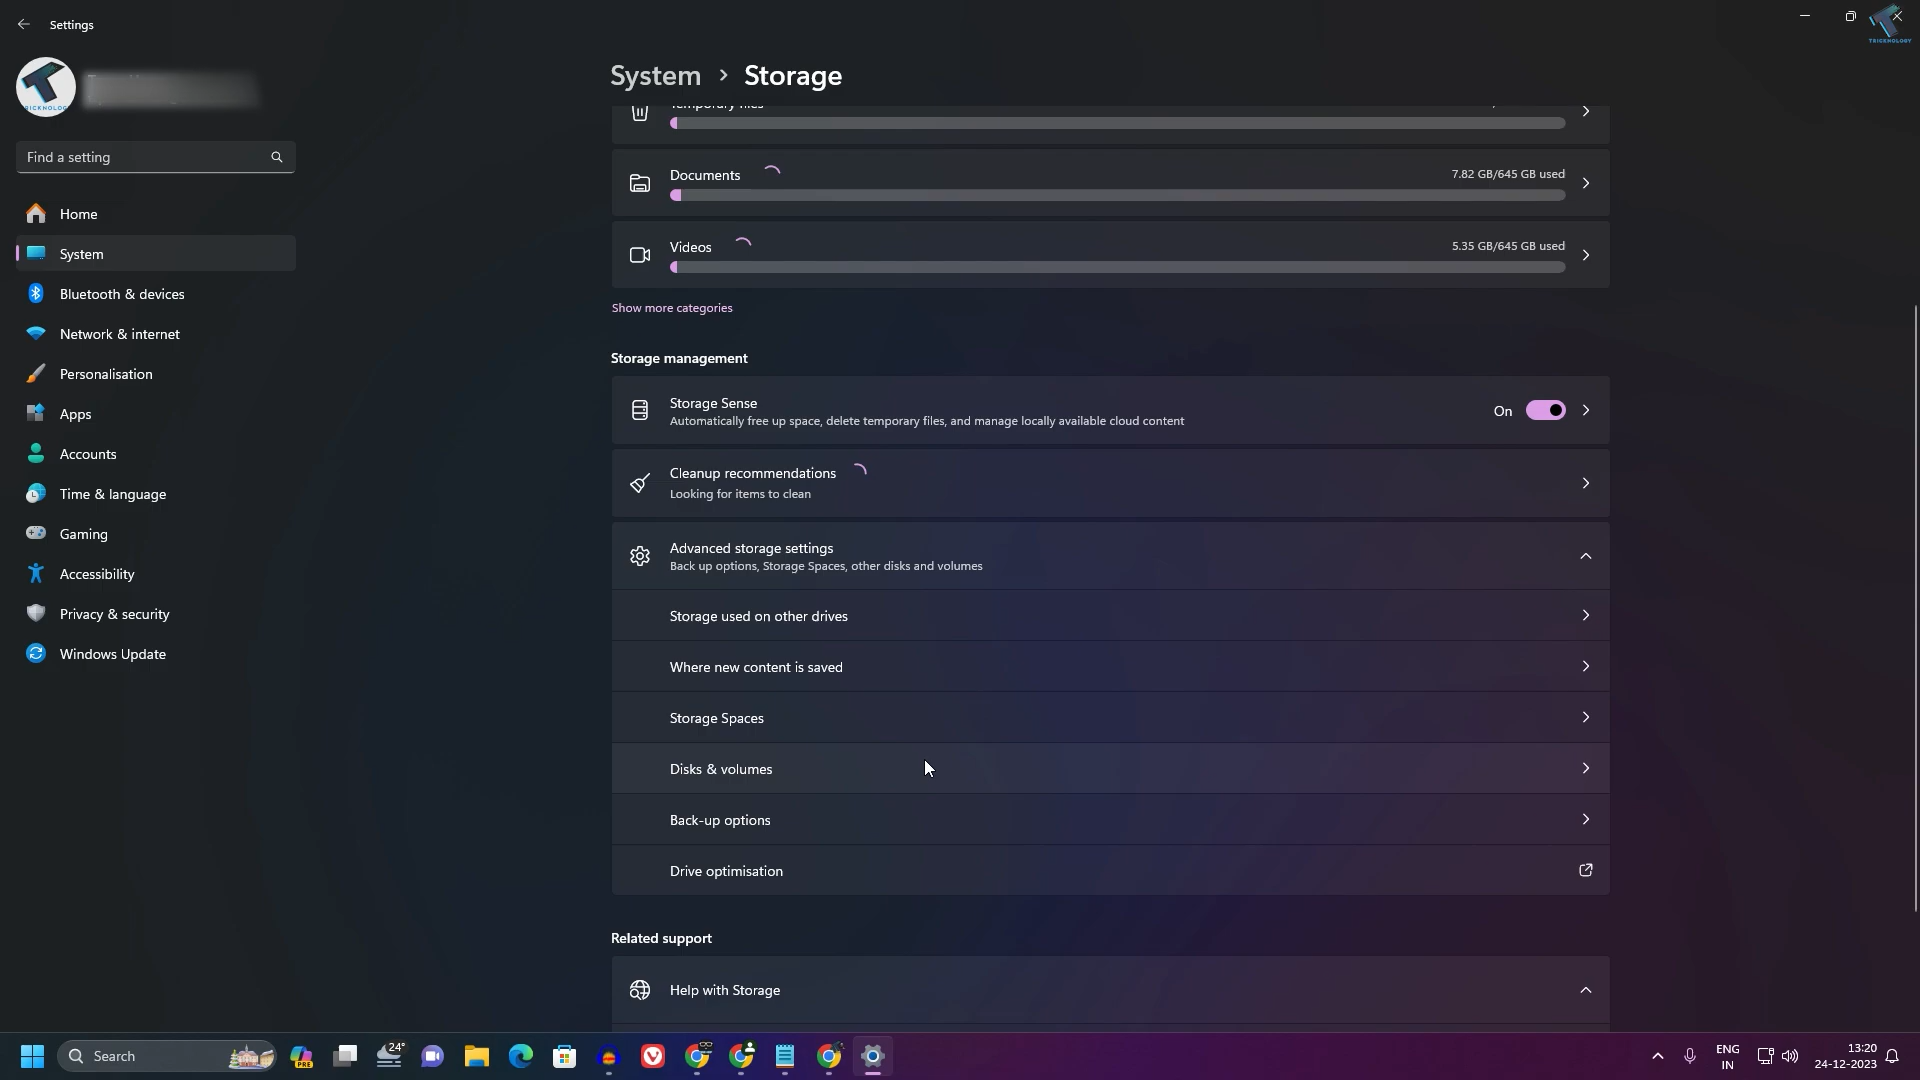 Settings
TRICKNOLOGY
System > Storage
Find a setting
Home
System
Bluetooth & devices
Network & internet
Personalisation
Apps
Accounts
Time & language
Gaming
Accessibility
Privacy & security
Windows Update
Temporary files
Documents
7.82 GB/645 GB used
Videos
5.35 GB/645 GB used
Show more categories
Storage management
Storage Sense
Automatically free up space, delete temporary files, and manage locally available cloud content
On
Cleanup recommendations
Looking for items to clean
Advanced storage settings
Back up options, Storage Spaces, other disks and volumes
Storage used on other drives
Where new content is saved
Storage Spaces
Disks & volumes
Back-up options
Drive optimisation
Related support
Help with Storage
Search
PRE
24°
ENG
IN
13:20
24-12-2023